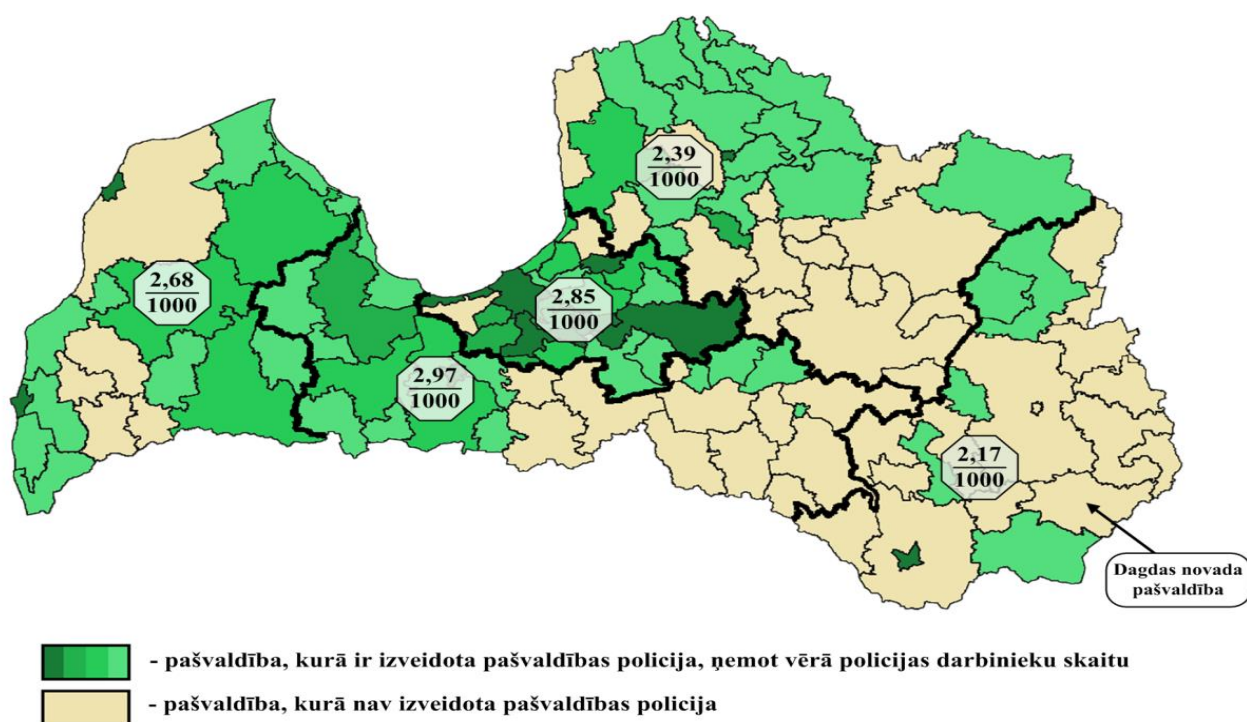 2,39
1000
2,68
1000
2,85
1000
2,97
1000
2,17
1000
Dagdas novada
pašvaldība
- pašvaldība, kurā ir izveidota pašvaldības policija, ņemot vērā policijas darbinieku skaitu
- pašvaldība, kurā nav izveidota pašvaldības policija